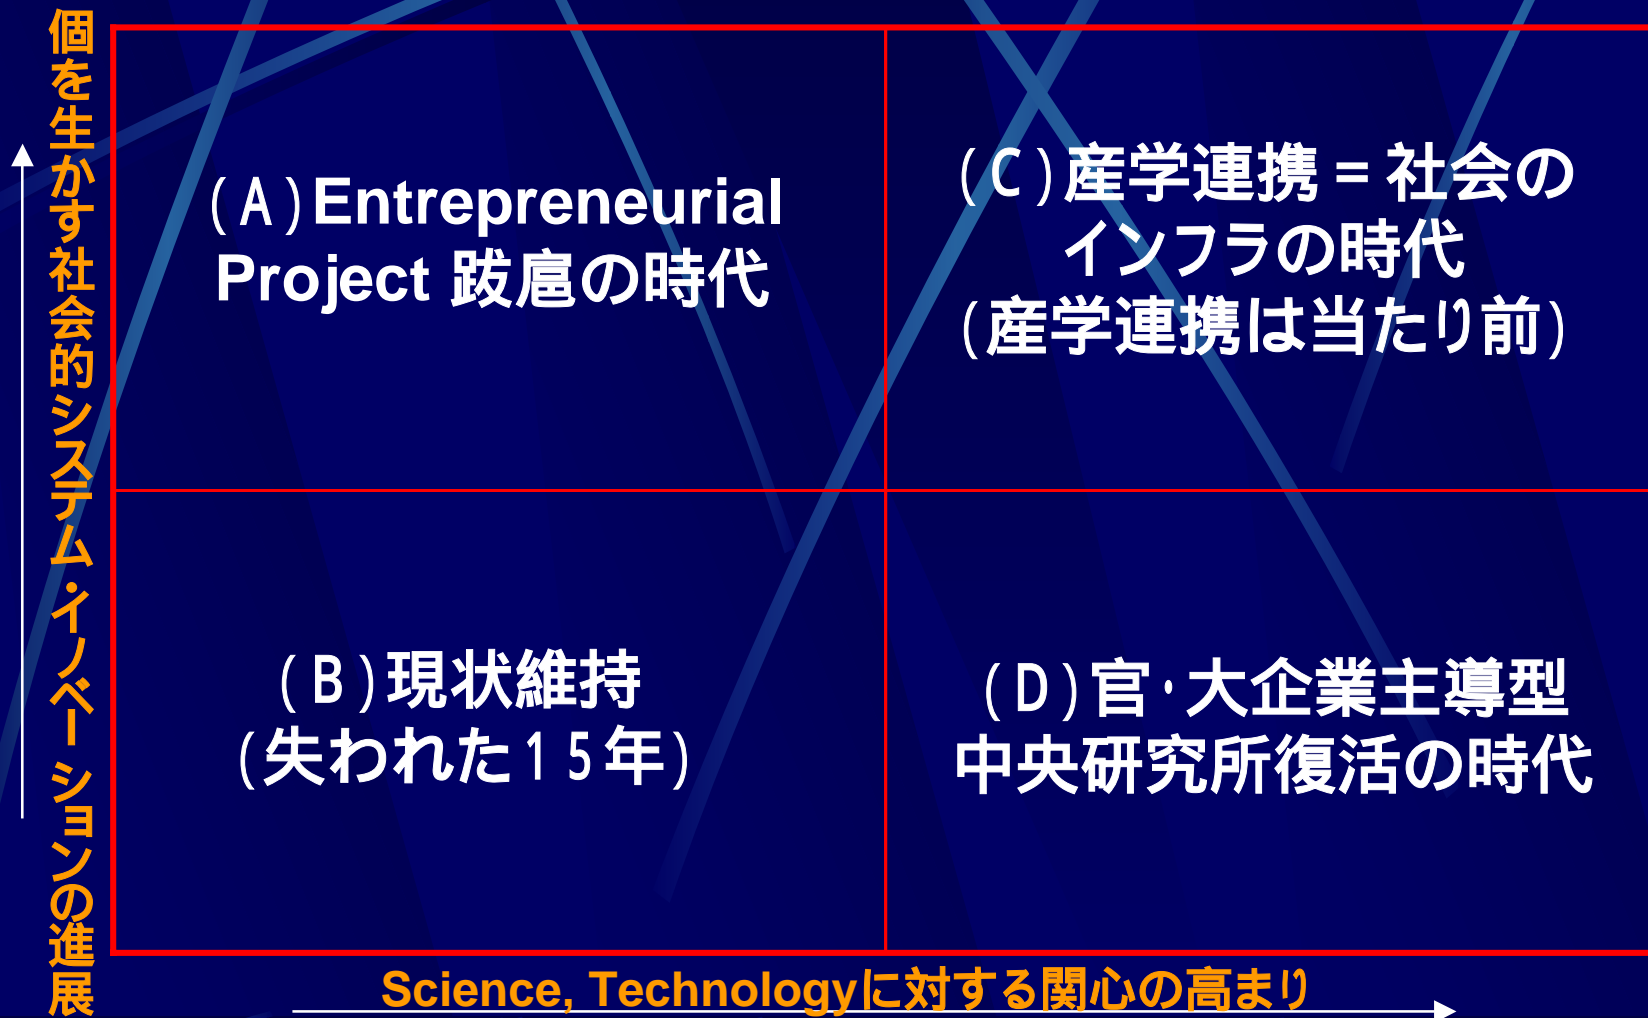 個を生かす社会的システム・イノベーションの進展
(A)Entrepreneurial
Project 跋扈の時代
(C)産学連携=社会の
インフラの時代
(産学連携は当たり前)
(B)現状維持
(失われた15年)
(D)官・大企業主導型
中央研究所復活の時代
Science, Technologyに対する関心の高まり